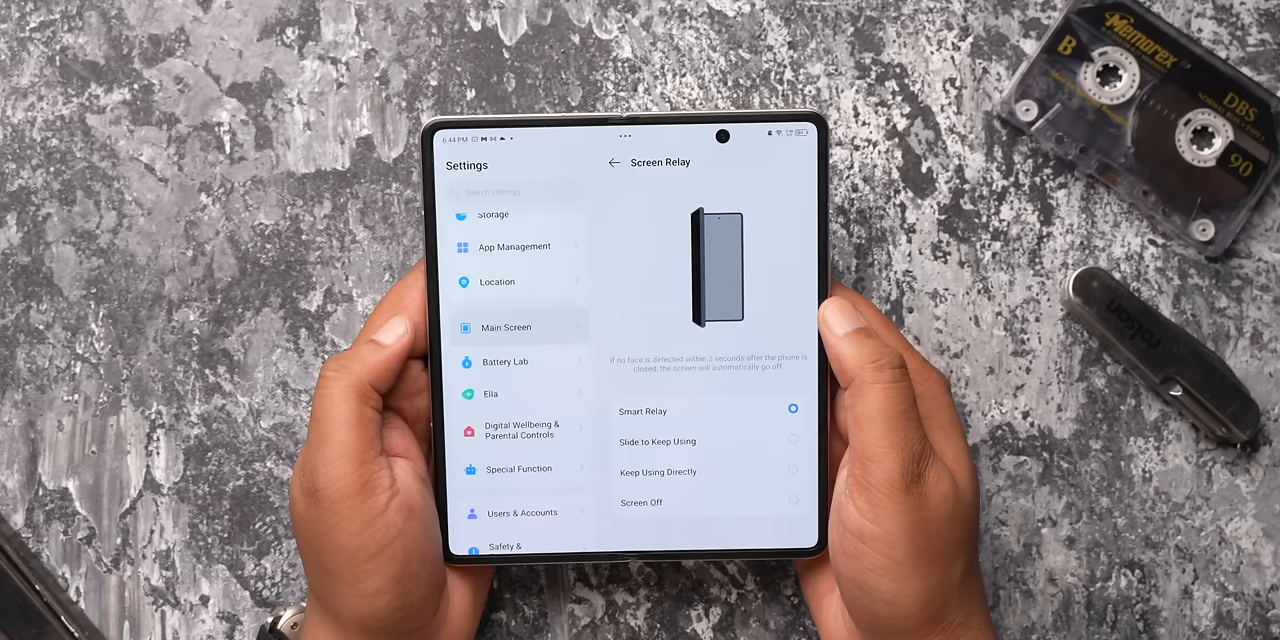 6:44 PM
Settings
Search settings
Storage
App Management
Location
Main Screen
Battery Lab
Ella
Digital Wellbeing &
Parental Controls
Special Function
Users & Accounts
Safety &
Screen Relay
If no face is detected within 2 seconds after the phone is
closed, the screen will automatically go off.
Smart Relay
Slide to Keep Using
Keep Using Directly
Screen Off
B
Memorex
DBS
90
rolson